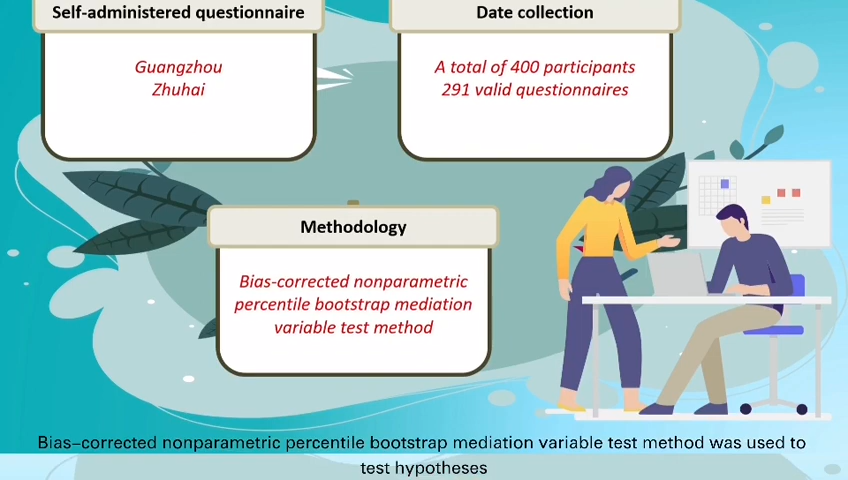 Self-administered questionnaire
Guangzhou
Zhuhai
Date collection
A total of 400 participants
291 valid questionnaires
Methodology
Bias-corrected nonparametric
percentile bootstrap mediation
variable test method
Bias–corrected nonparametric percentile bootstrap mediation variable test method was used to
test hypotheses